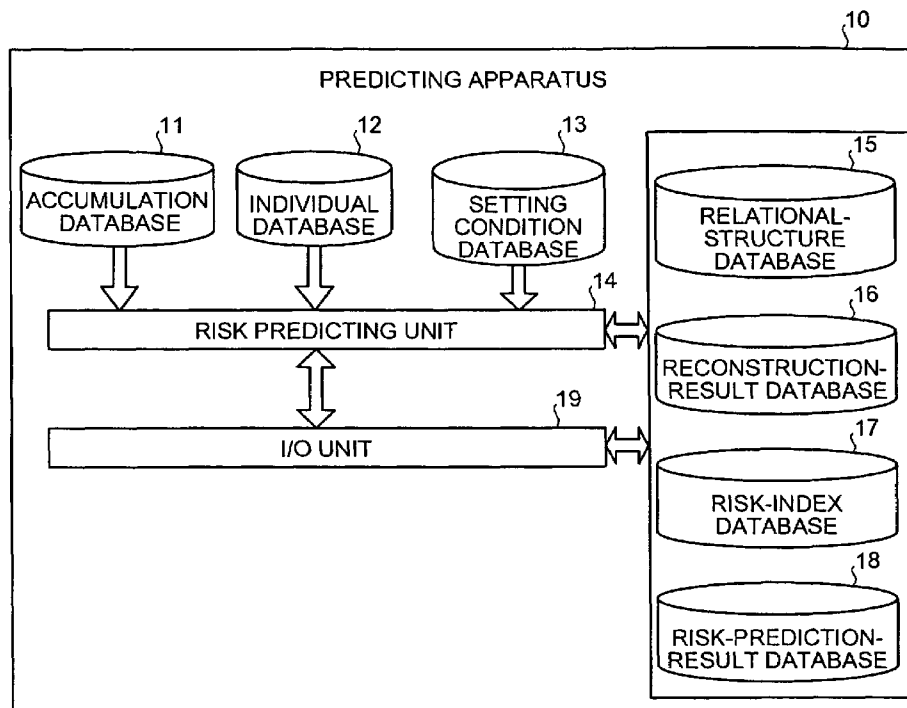 10
PREDICTING APPARATUS
11
ACCUMULATION
DATABASE
12
INDIVIDUAL
DATABASE
13
SETTING
CONDITION
DATABASE
14
RISK PREDICTING UNIT
19
I/O UNIT
15
RELATIONAL-
STRUCTURE
DATABASE
16
RECONSTRUCTION-
RESULT DATABASE
17
RISK-INDEX
DATABASE
18
RISK-PREDICTION-
RESULT DATABASE